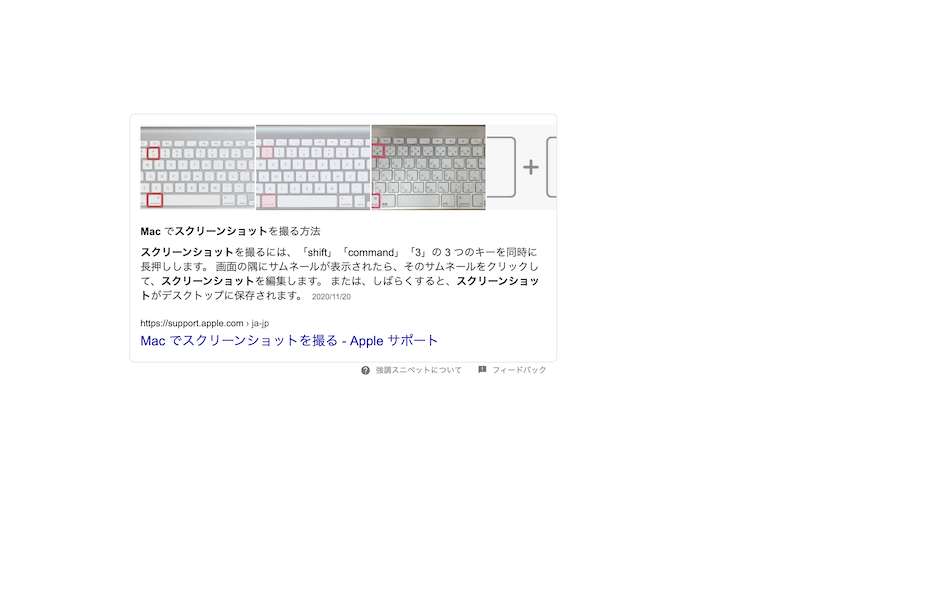 Mac でスクリーンショットを撮る方法
スクリーンショットを撮るには、「shift」「command」「3」の 3 つのキーを同時に
長押しします。 画面の隅にサムネールが表示されたら、そのサムネールをクリックし
て、スクリーンショットを編集します。 または、しばらくすると、スクリーンショッ
トがデスクトップに保存されます。 2020/11/20
https://support.apple.com › ja-jp
Mac でスクリーンショットを撮る - Apple サポート
強調スニペットについて フィードバック